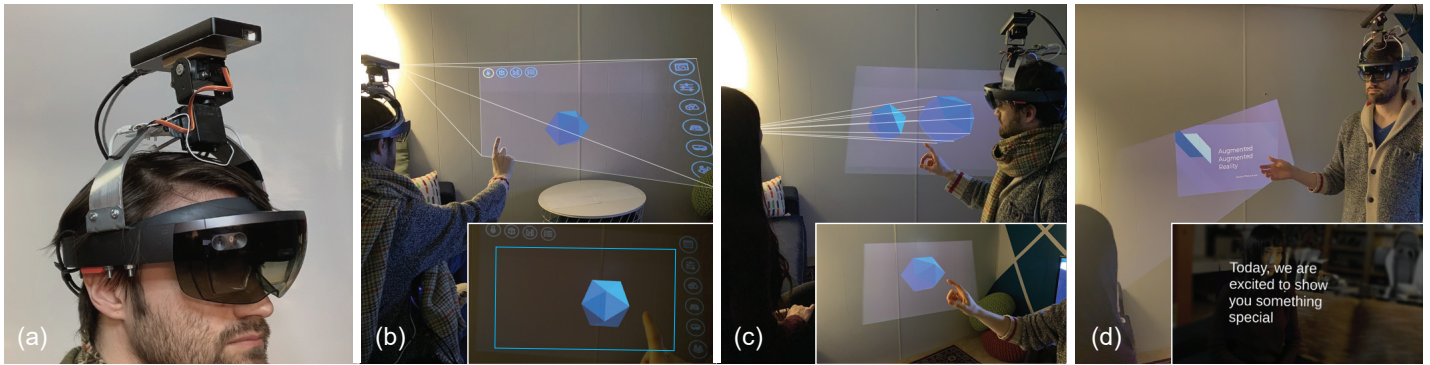 (a)
(b)
(c)
(d)
Augmented
Augmented
Reality
Today, we are
excited to show
you something
special